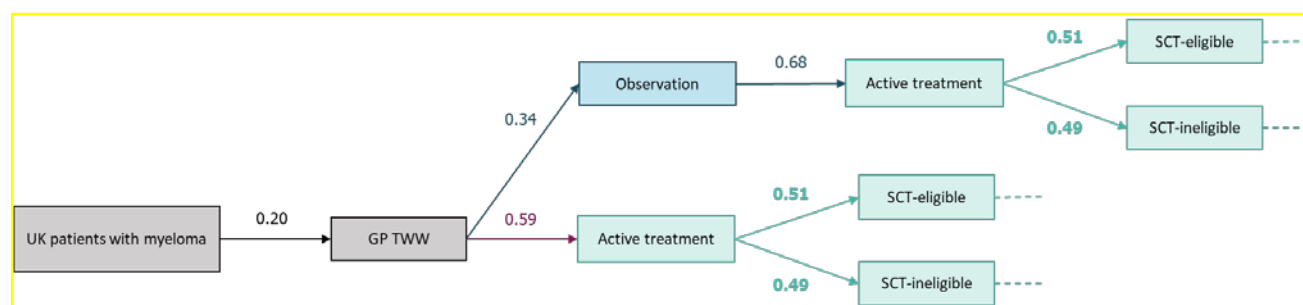 0.51
SCT-eligible
0.68
Observation
Active treatment
0.34
0.49
SCT-ineligible
0.51
SCT-eligible
0.20
0.59
UK patients with myeloma
GP TWW
Active treatment
0.49
SCT-ineligible